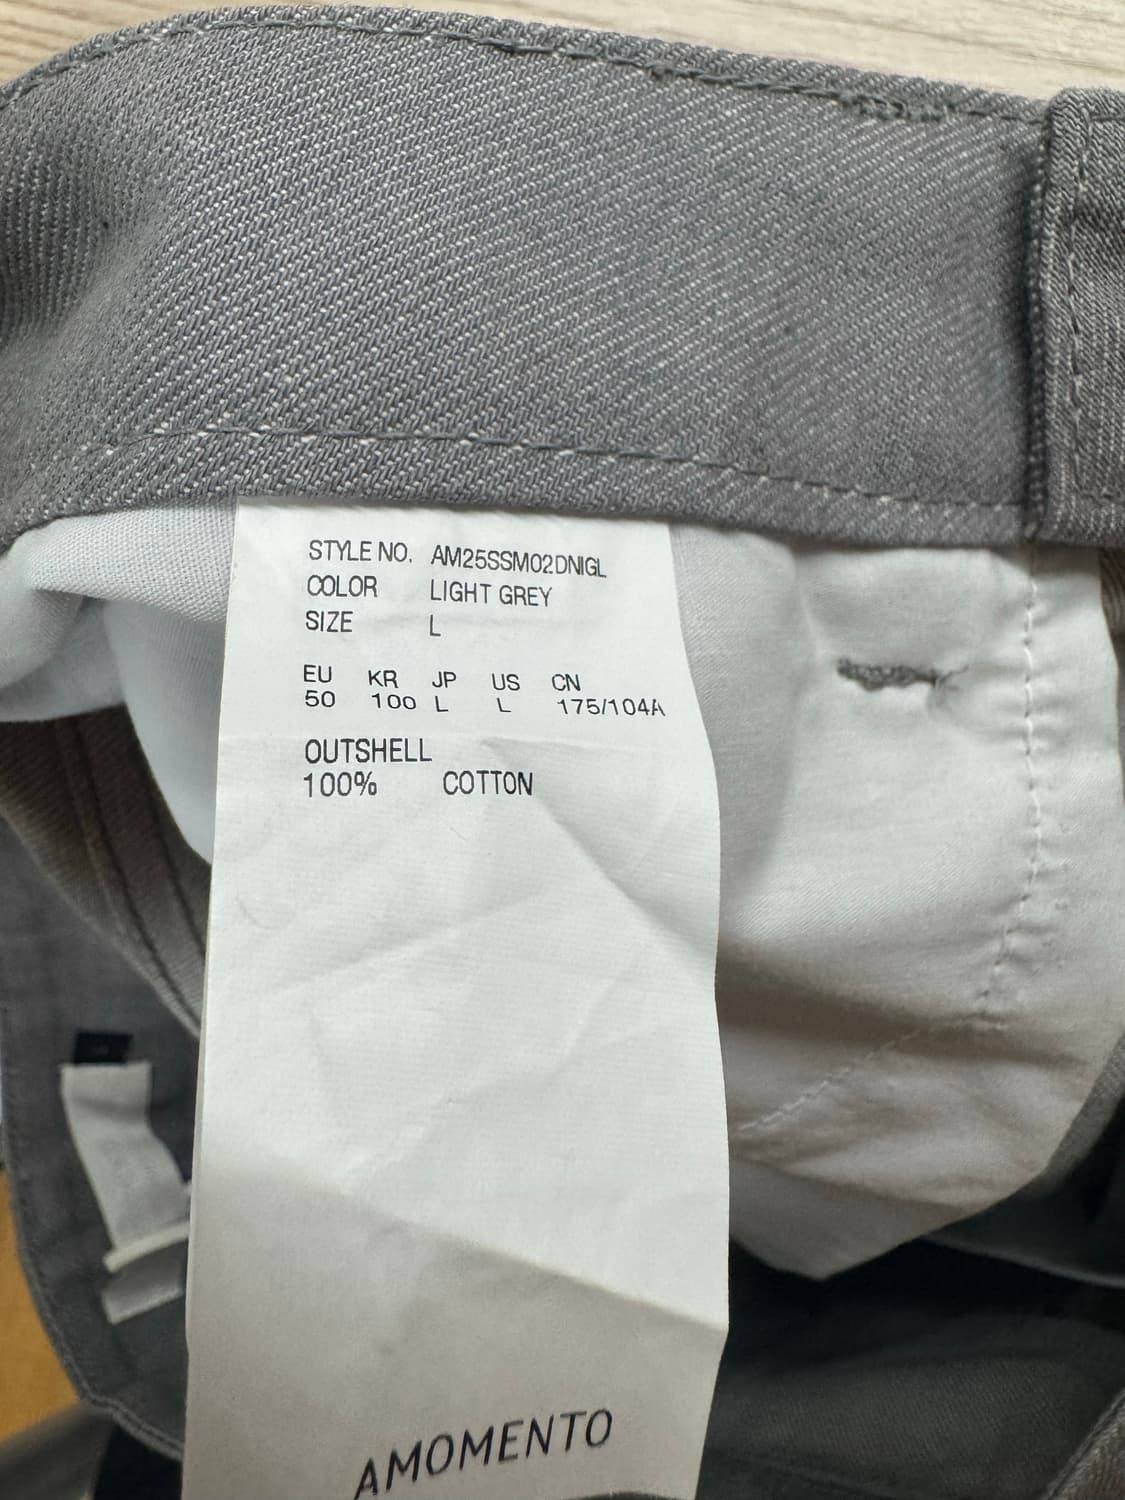 STYLE NO. AM25SSM02DNIGL
COLOR LIGHT GREY
SIZE L
EU KR JP US CN
50 100 L L 175/104A
OUTSHELL
100% COTTON
AMOMENTO